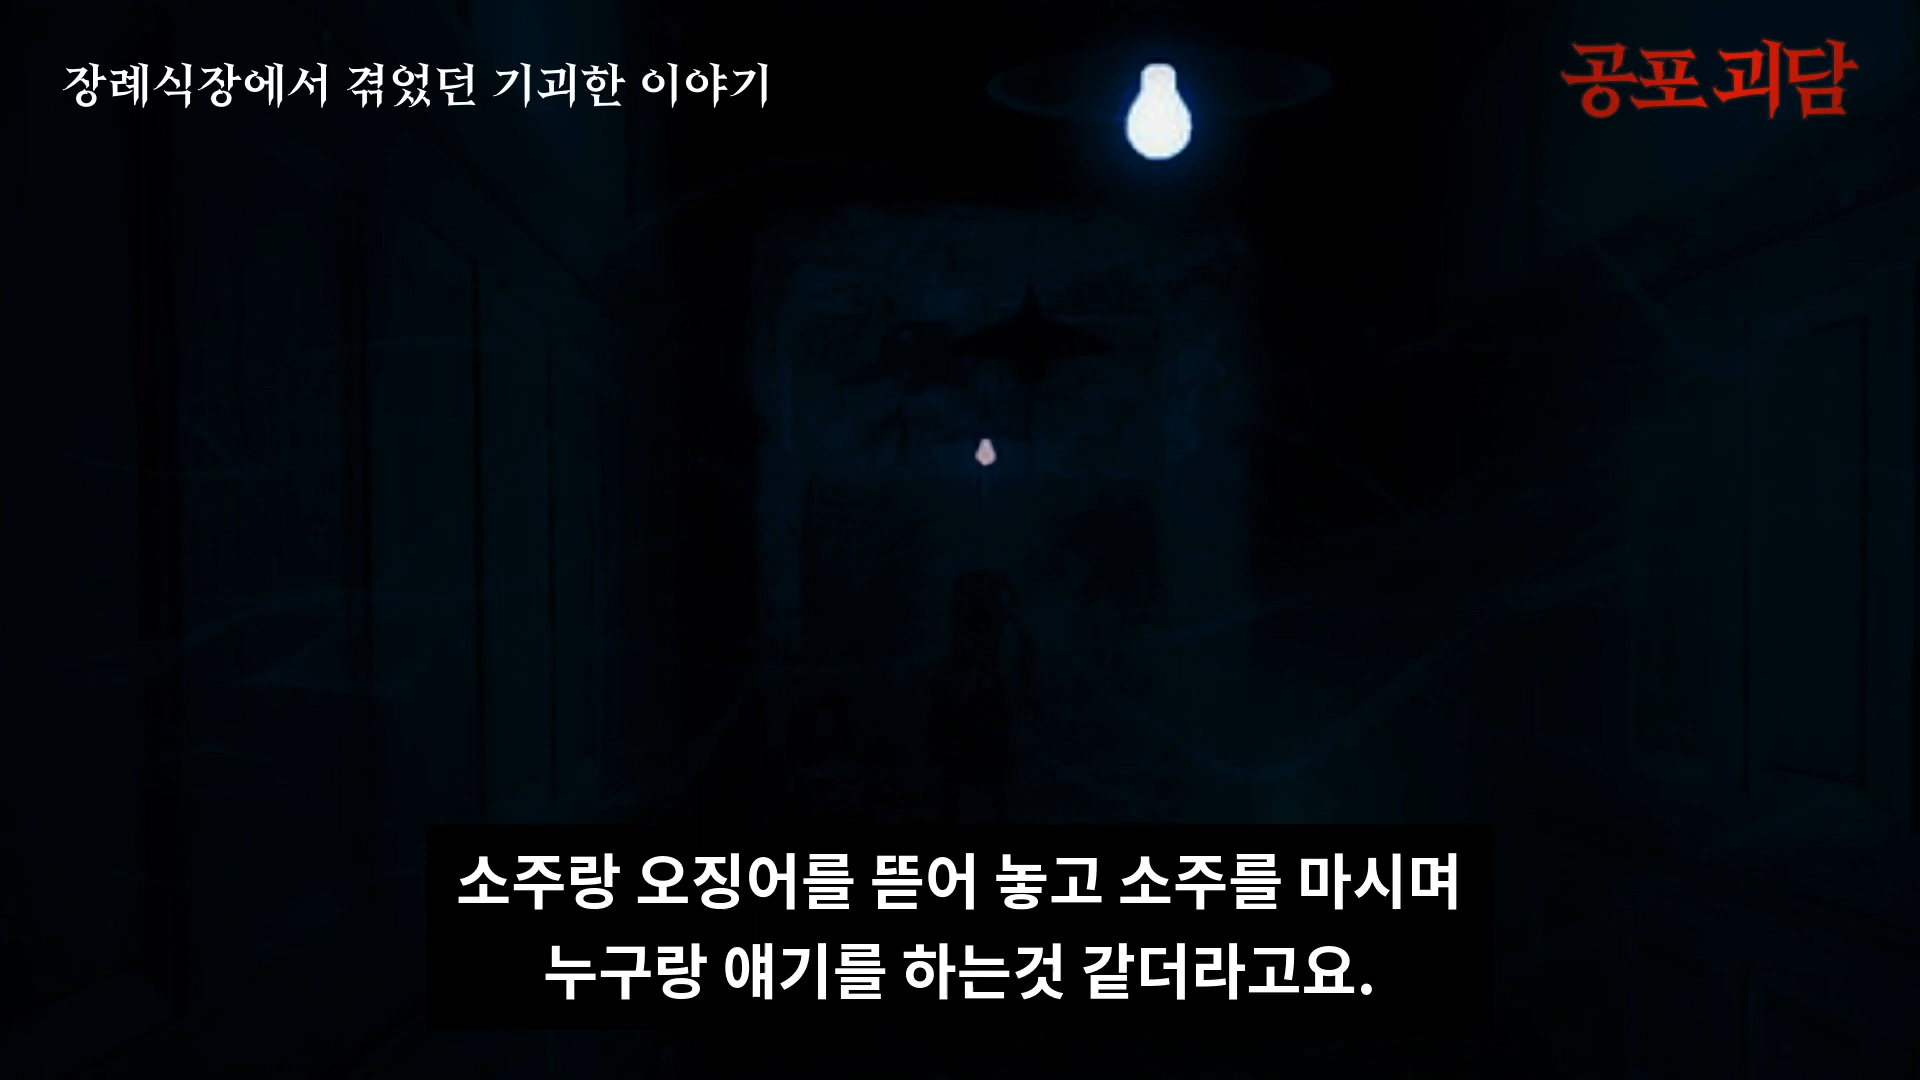 장례식장에서 겪었던 기괴한 이야기
공포괴담
소주랑 오징어를 뜯어 놓고 소주를 마시며
누구랑 얘기를 하는것 같더라고요.